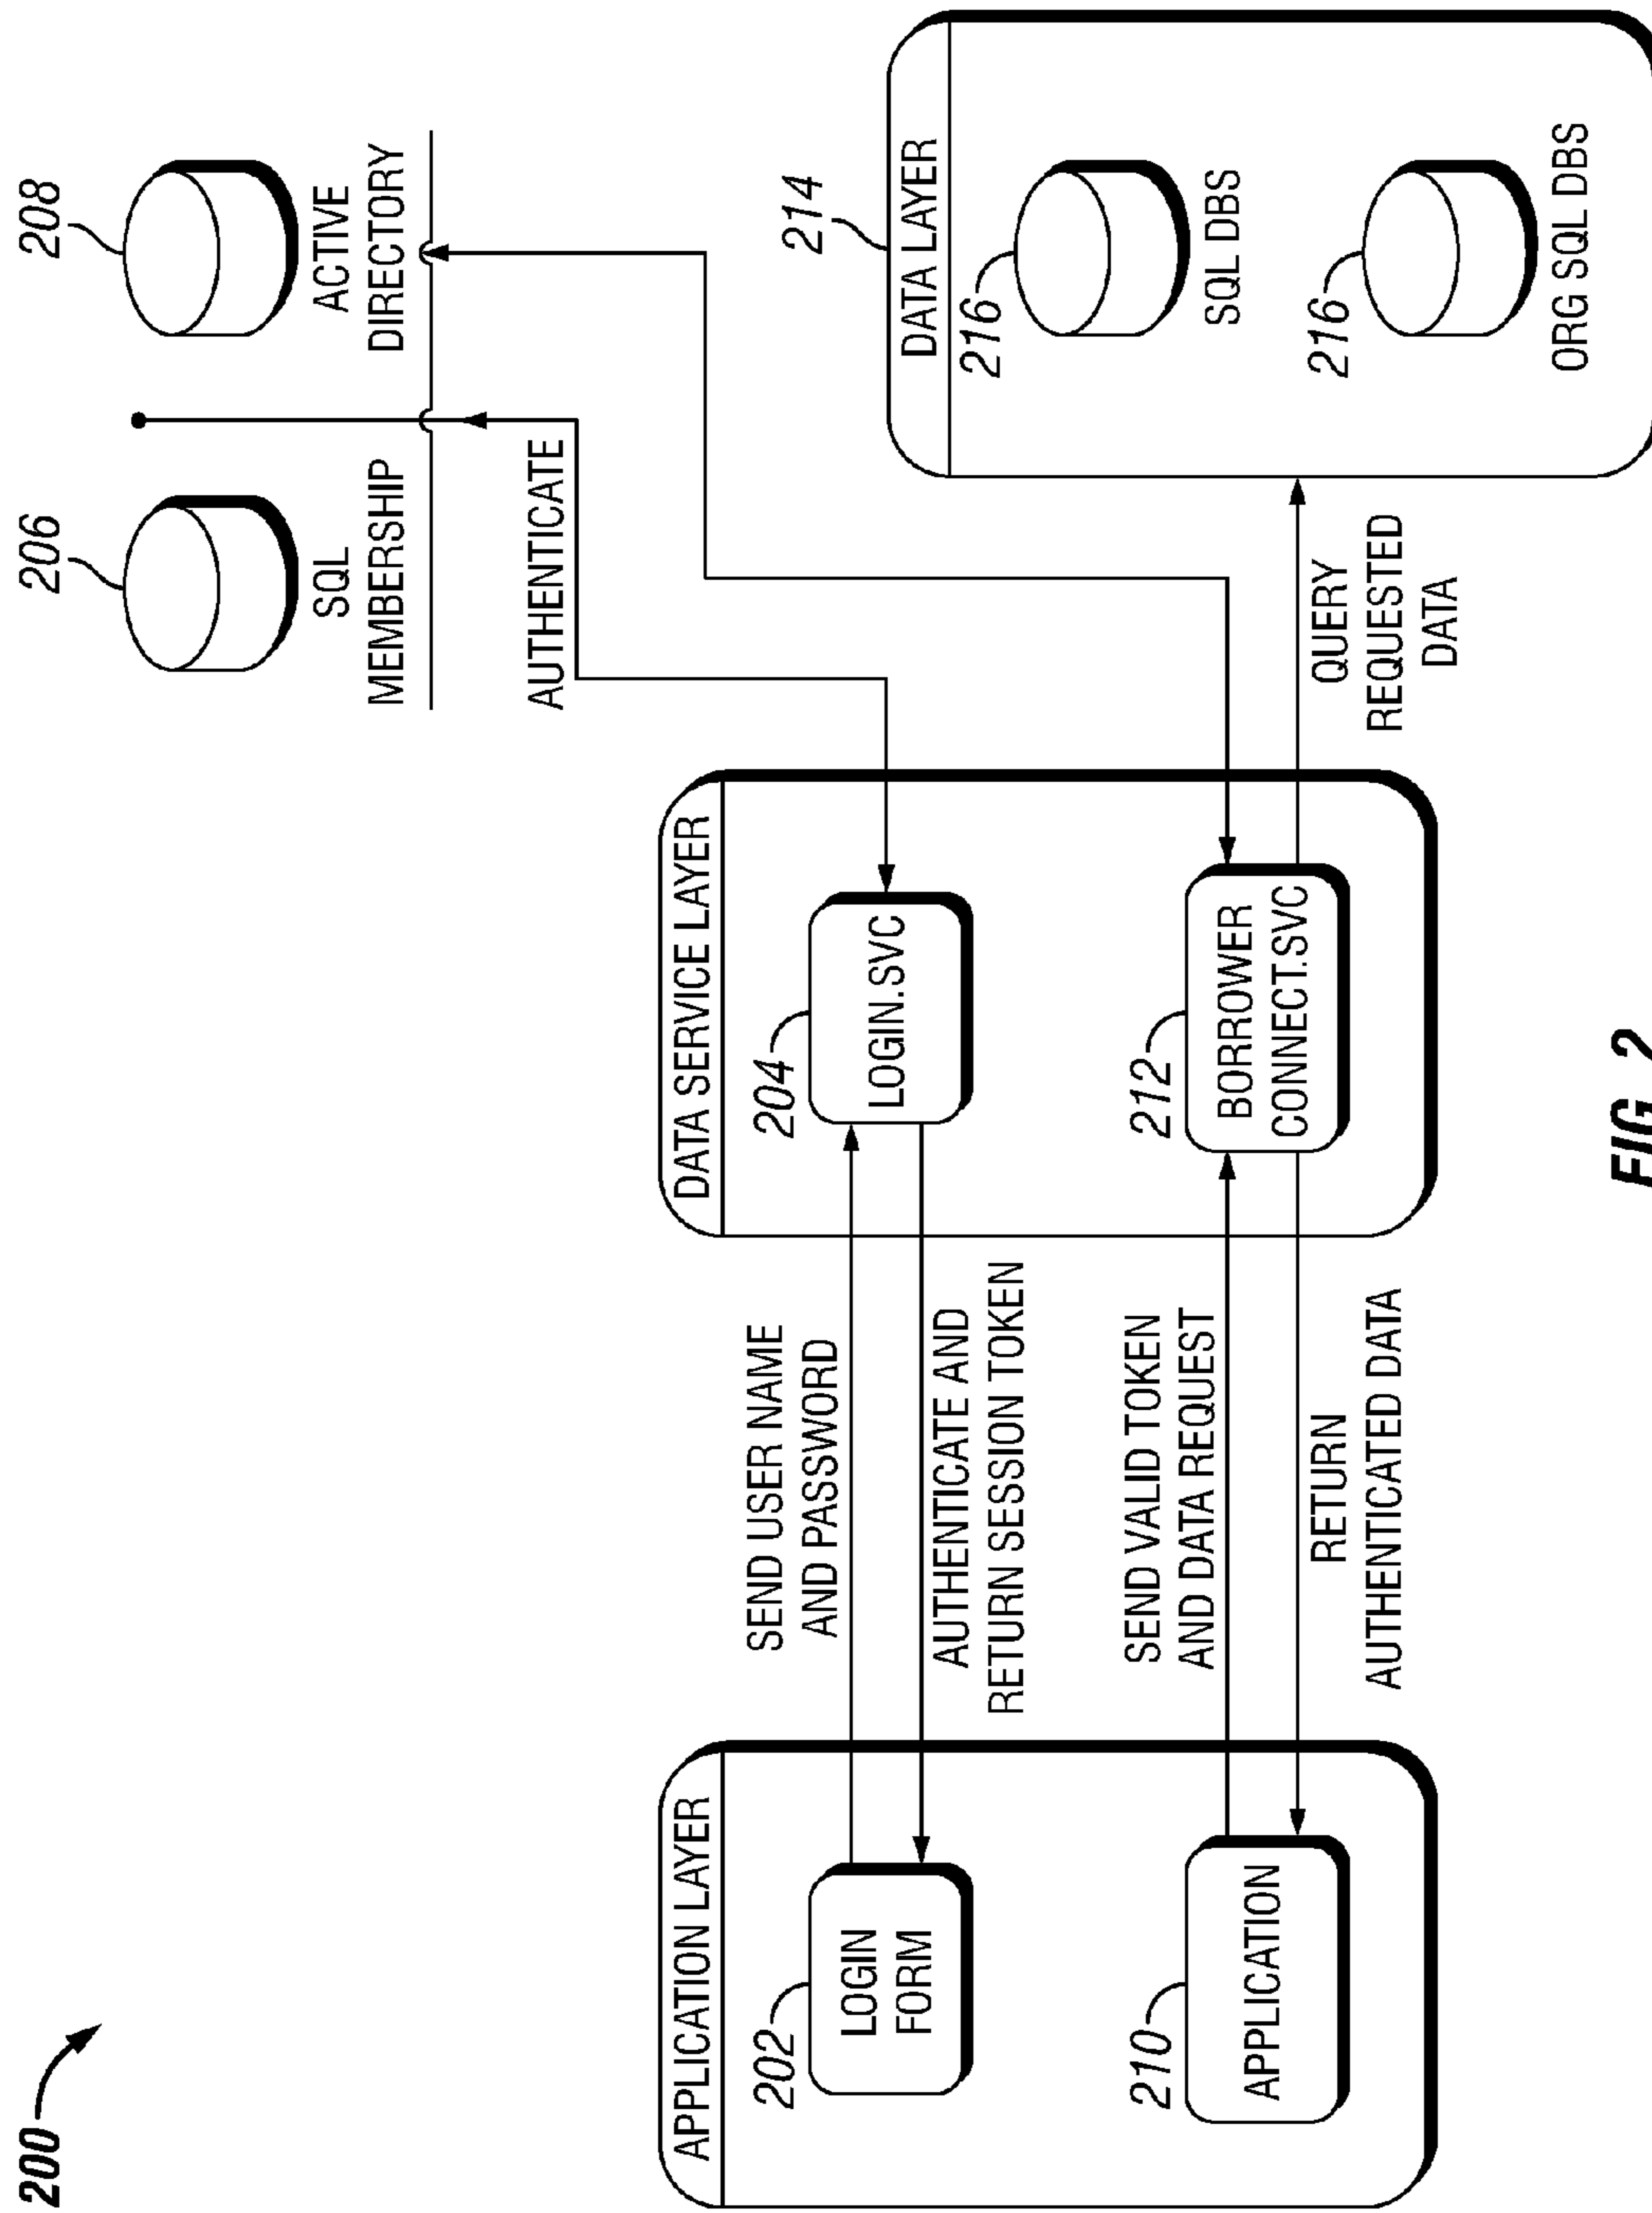 200
206
208
SQL
MEMBERSHIP
ACTIVE
DIRECTORY
AUTHENTICATE
APPLICATION LAYER
202
LOGIN
FORM
210
APPLICATION
SEND USER NAME
AND PASSWORD
AUTHENTICATE AND
RETURN SESSION TOKEN
SEND VALID TOKEN
AND DATA REQUEST
RETURN
AUTHENTICATED DATA
DATA SERVICE LAYER
204
LOGIN.SVC
212
BORROWER
CONNECT.SVC
QUERY
REQUESTED
DATA
214
DATA LAYER
216
SQL DBS
216
ORG SQL DBS
FIG. 2